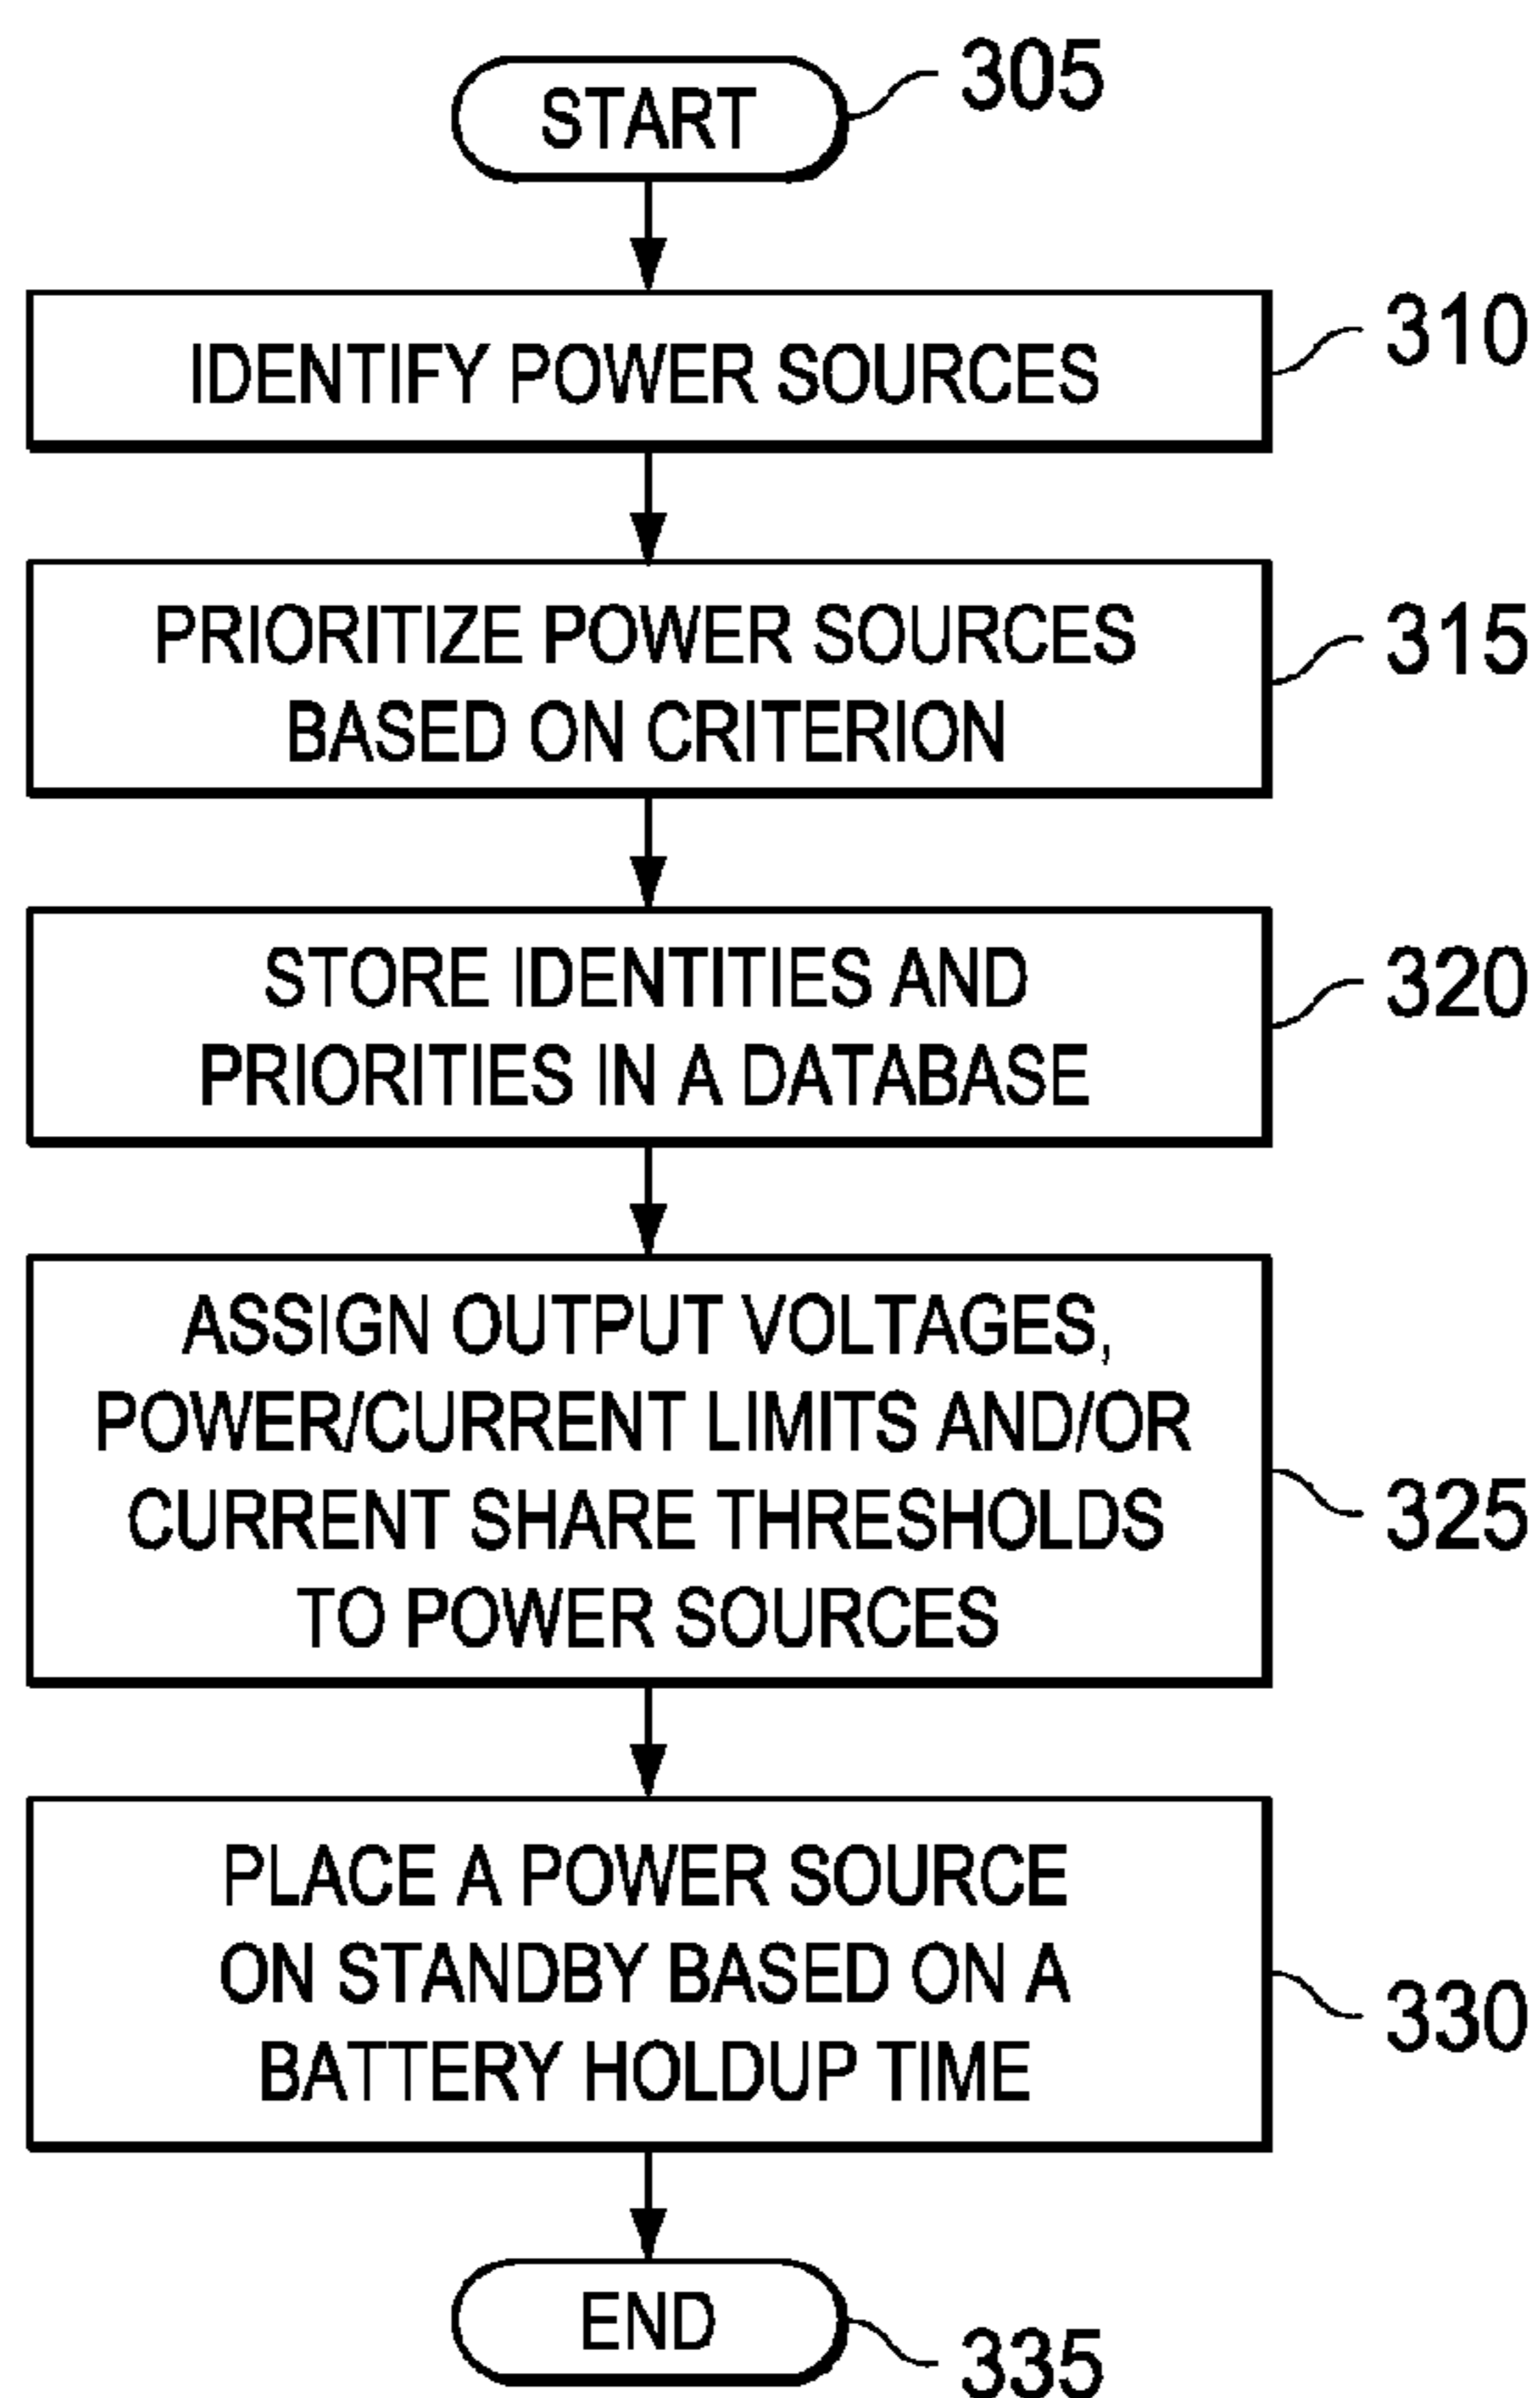 START
305
IDENTIFY POWER SOURCES
310
PRIORITIZE POWER SOURCES
BASED ON CRITERION
315
STORE IDENTITIES AND
PRIORITIES IN A DATABASE
320
ASSIGN OUTPUT VOLTAGES,
POWER/CURRENT LIMITS AND/OR
CURRENT SHARE THRESHOLDS
TO POWER SOURCES
325
PLACE A POWER SOURCE
ON STANDBY BASED ON A
BATTERY HOLDUP TIME
330
END
335